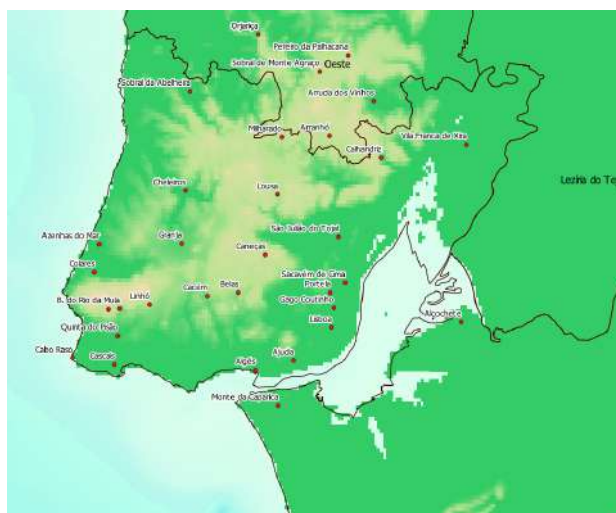 Orjança
Pereiro da Palhacana
Sobral de Monte Agraço
Oeste
Sobral da Abelheira
Arruda dos Vinhos
Milharado
Arranhó
Vila Franca de Xira
Calhandriz
Lezíria do Te
Cheleiros
Lousa
São Julião do Tojal
Azenhas do Mar
Granja
Caneças
Colares
Sacavém de Cima
Cacém
Belas
Portela
B. do Rio da Mula
Linhó
Gago Coutinho
Alcochete
Lisboa
Quinta do Pisão
Cabo Raso
Cascais
Algés
Ajuda
Monte da Caparica